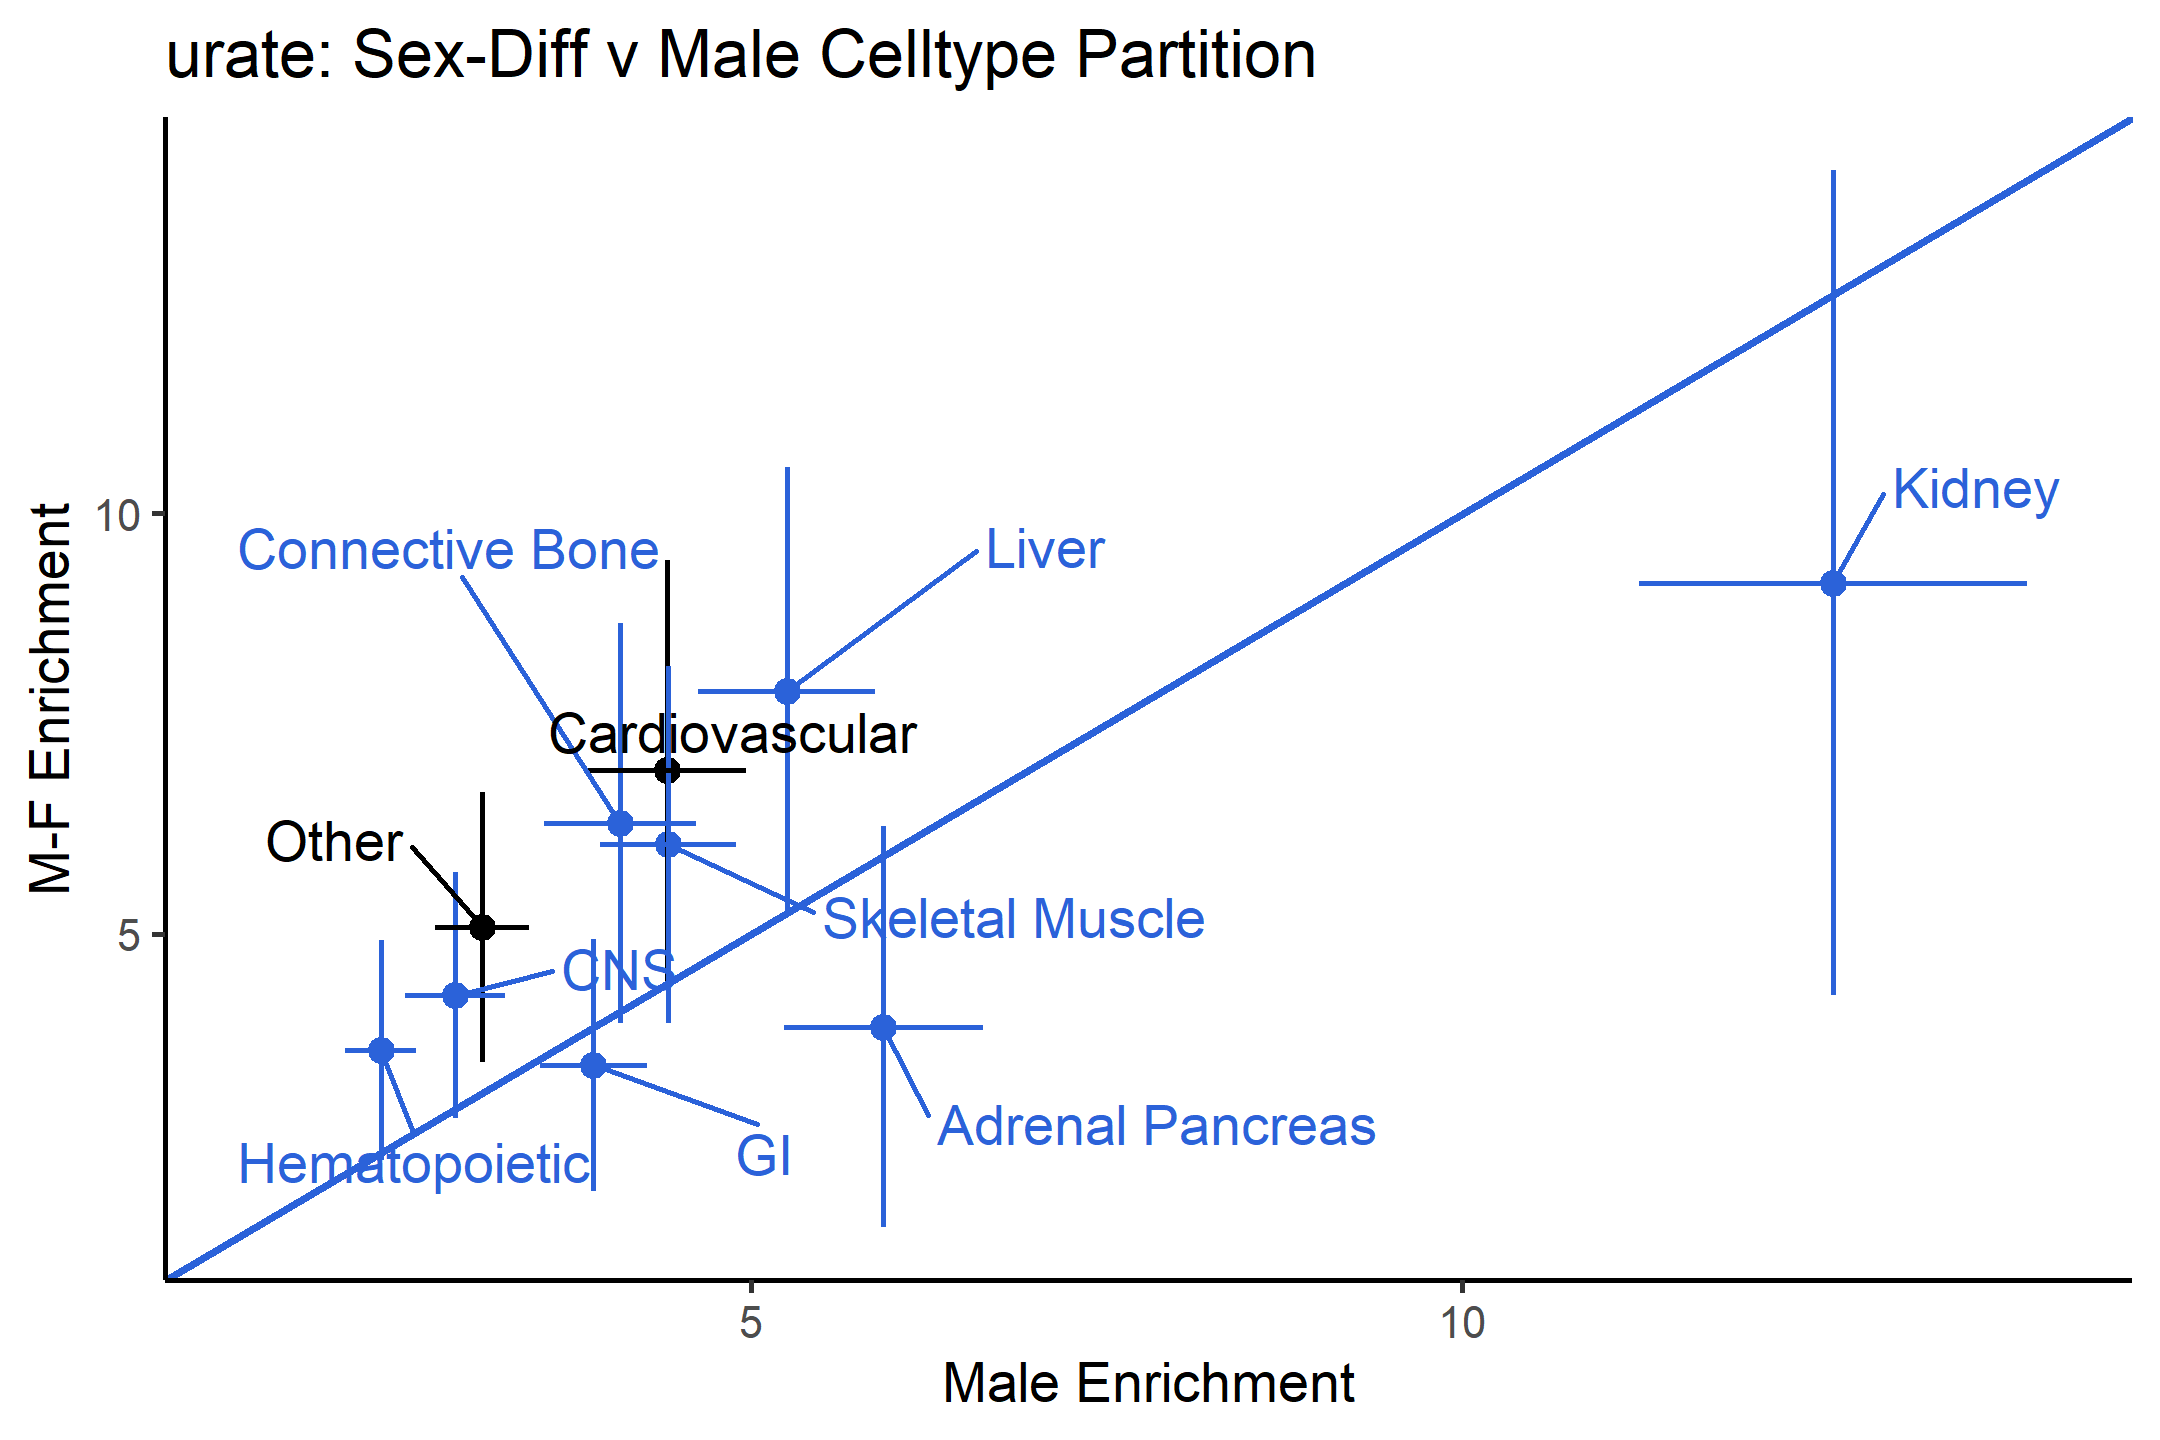 urate: Sex-Diff v Male Celltype Partition
M-F Enrichment
10
5
Kidney
Connective Bone
Liver
Cardiovascular
Other
Skeletal Muscle
CNS
Adrenal Pancreas
GI
Hematopoietic
5
10
Male Enrichment